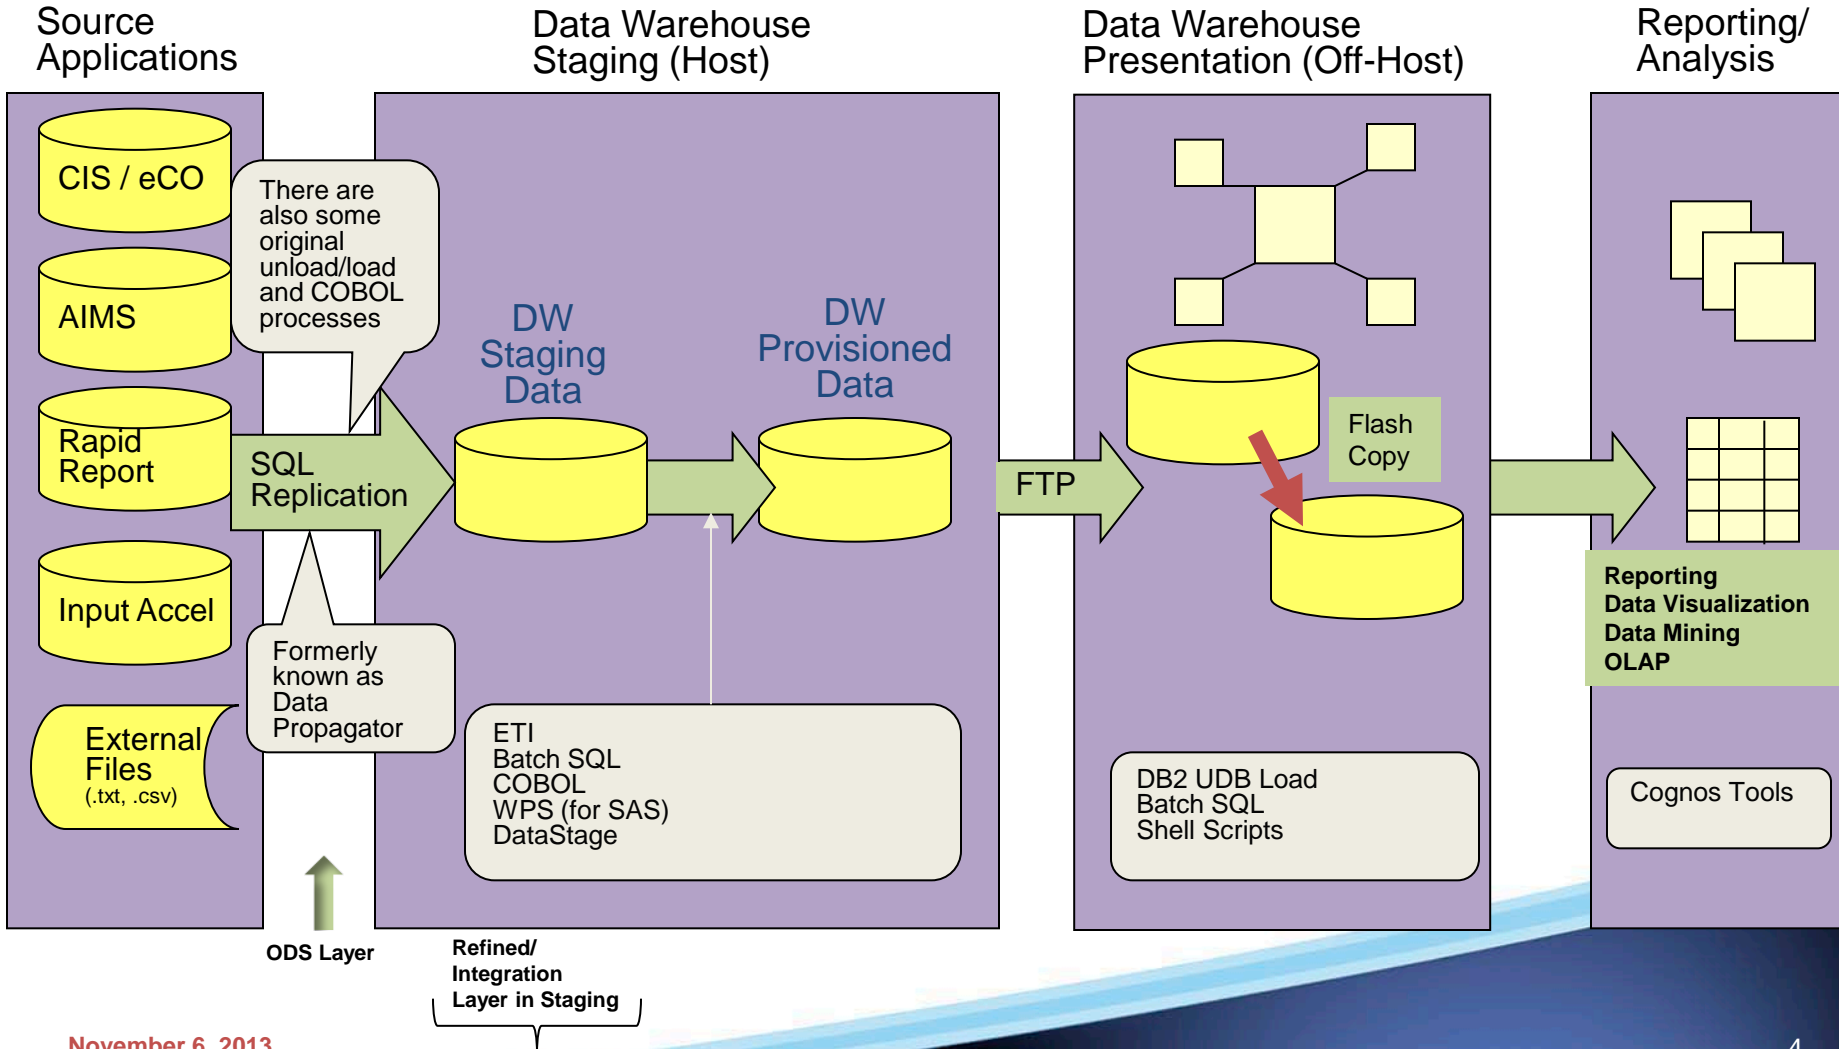 Source
Applications
Data Warehouse
Staging (Host)
Data Warehouse
Presentation (Off-Host)
Reporting/
Analysis
CIS / eCO
AIMS
Rapid
Report
Input Accel
External
Files
(.txt, .csv)
There are
also some
original
unload/load
and COBOL
processes
SQL
Replication
Formerly
known as
Data
Propagator
DW
Staging
Data
DW
Provisioned
Data
ETI
Batch SQL
COBOL
WPS (for SAS)
DataStage
FTP
Flash
Copy
DB2 UDB Load
Batch SQL
Shell Scripts
Reporting
Data Visualization
Data Mining
OLAP
Cognos Tools
ODS Layer
Refined/
Integration
Layer in Staging
November 6, 2013
4